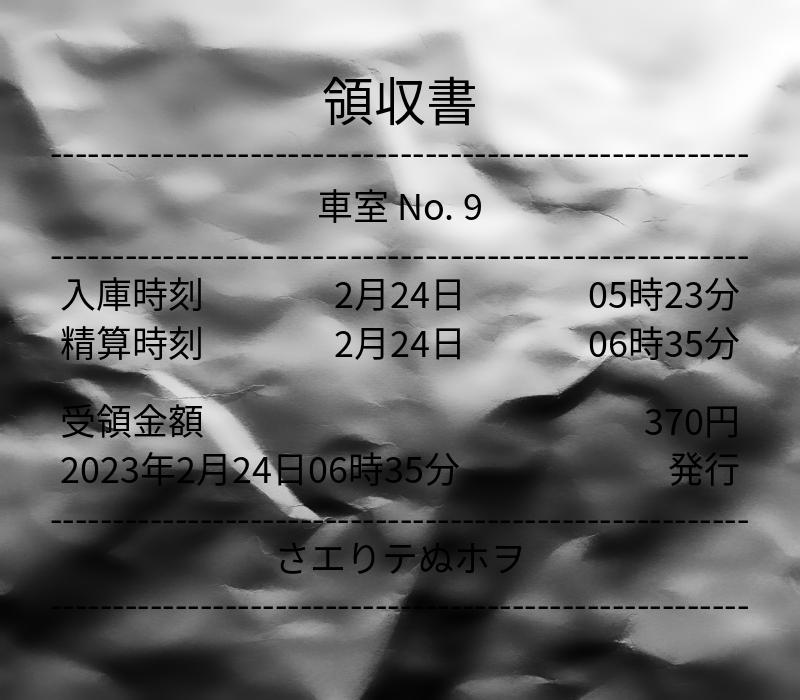 領収書
車室 No. 9
入庫時刻 2月24日 05時23分
精算時刻 2月24日 06時35分
受領金額 370円
2023年2月24日06時35分 発行
さエりテぬホヲ